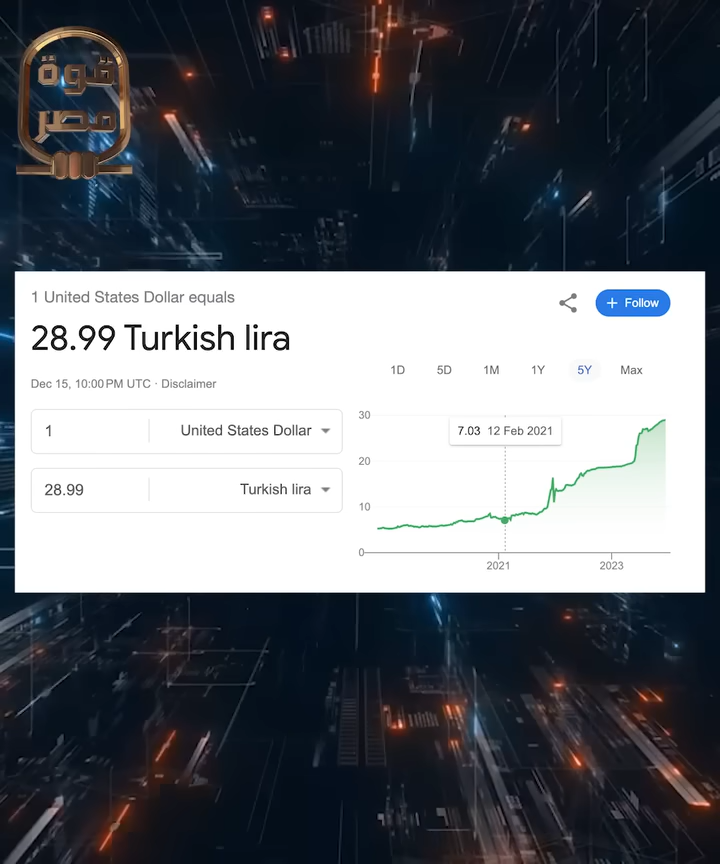 قوة
مصر
1 United States Dollar equals
28.99 Turkish lira
Dec 15, 10:00 PM UTC · Disclaimer
+ Follow
1 United States Dollar
28.99 Turkish lira
1D 5D 1M 1Y 5Y Max
30
7.03 12 Feb 2021
20
10
0
2021 2023